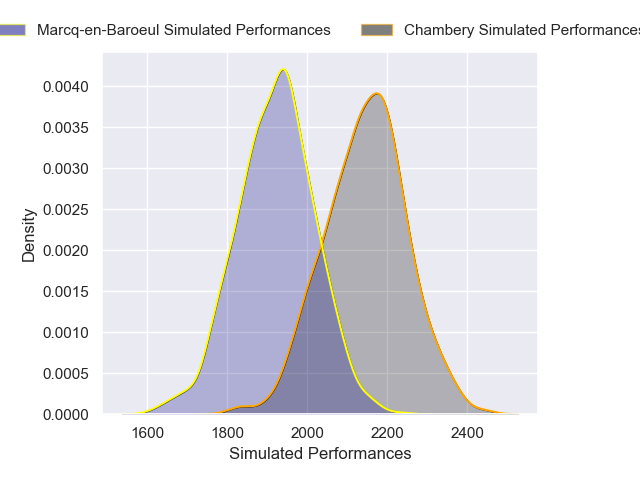 Marcq-en-Baroeul Simulated Performances
Chambery Simulated Performances
0.0040
0.0035
0.0030
0.0025
0.0020
0.0015
0.0010
0.0005
0.0000
Density
1600 1800 2000 2200 2400
Simulated Performances